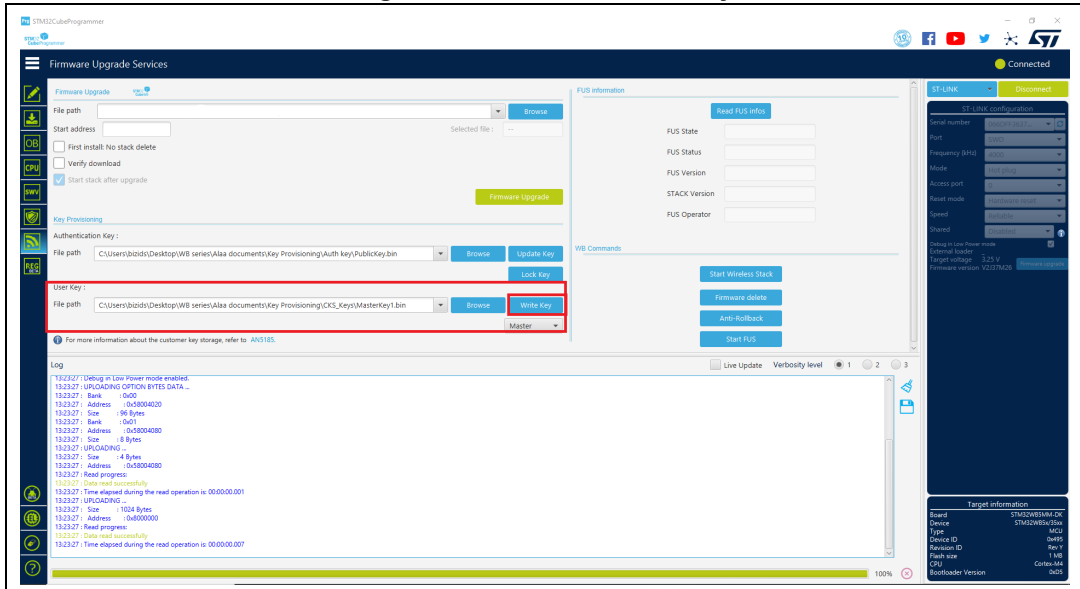 STM32CubeProgrammer
Firmware Upgrade Services
Connected
Firmware Upgrade
File path
Browse
Start address
Selected file :
First install: No stack delete
Verify download
Start stack after upgrade
Firmware Upgrade
Key Provisioning
Authentication Key :
File path C:\Users\bizids\Desktop\WB series\Alaa documents\Key Provisioning\Auth key\PublicKey.bin Browse Update Key
Lock Key
User Key :
File path C:\Users\bizids\Desktop\WB series\Alaa documents\Key Provisioning\CKS_Keys\MasterKey1.bin Browse Write Key
Master
For more information about the customer key storage, refer to AN5185.
FUS information
Read FUS infos
FUS State
FUS Status
FUS Version
STACK Version
FUS Operator
WB Commands
Start Wireless Stack
Firmware delete
Anti-Rollback
Start FUS
Log
Live Update Verbosity level 1 2 3
13:23:27 : Debug in Low Power mode enabled.
13:23:27 : UPLOADING OPTION BYTES DATA ...
13:23:27 : Bank : 0x00
13:23:27 : Address : 0x58004020
13:23:27 : Size : 96 Bytes
13:23:27 : Bank : 0x01
13:23:27 : Address : 0x58004080
13:23:27 : Size : 8 Bytes
13:23:27 : UPLOADING ...
13:23:27 : Size : 4 Bytes
13:23:27 : Address : 0x58004080
13:23:27 : Read progress:
13:23:27 : Data read successfully
13:23:27 : Time elapsed during the read operation is: 00:00:00.001
13:23:27 : UPLOADING ...
13:23:27 : Size : 1024 Bytes
13:23:27 : Address : 0x8000000
13:23:27 : Read progress:
13:23:27 : Data read successfully
13:23:27 : Time elapsed during the read operation is: 00:00:00.007
100%
ST-LINK Disconnect
ST-LINK configuration
Serial number
Port SWD
Frequency (kHz) 4000
Mode Hot plug
Access port 0
Reset mode Hardware reset
Speed Reliable
Shared Disabled
Debug in Low Power mode
External loader
Target voltage 3.25 V
Firmware version V2J37M26 Firmware upgrade
Target information
Board STM32WB5MM-DK
Device STM32WB5x/35xx
Type MCU
Device ID 0x495
Revision ID Rev Y
Flash size 1 MB
CPU Cortex-M4
Bootloader Version 0xD5
OB
CPU
SWV
REG